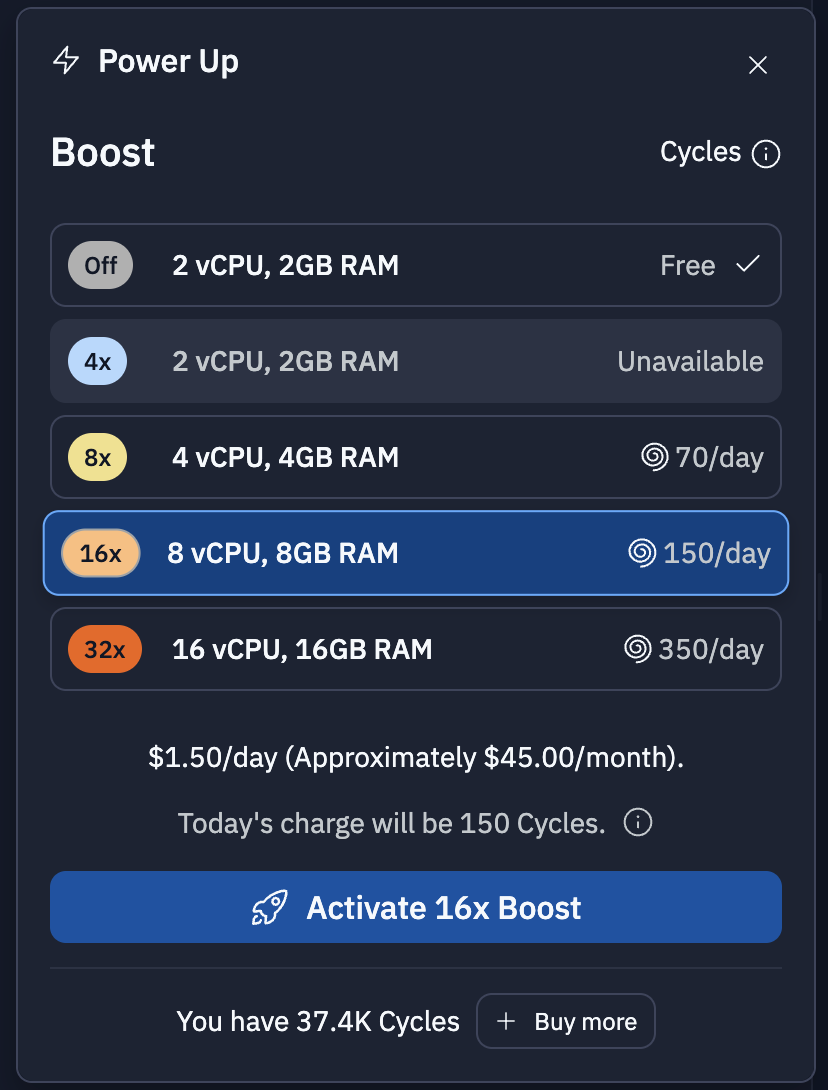 Power Up
Boost
Cycles
Off 2 vCPU, 2GB RAM Free
4x 2 vCPU, 2GB RAM Unavailable
8x 4 vCPU, 4GB RAM 70/day
16x 8 vCPU, 8GB RAM 150/day
32x 16 vCPU, 16GB RAM 350/day
$1.50/day (Approximately $45.00/month).
Today's charge will be 150 Cycles.
Activate 16x Boost
You have 37.4K Cycles + Buy more